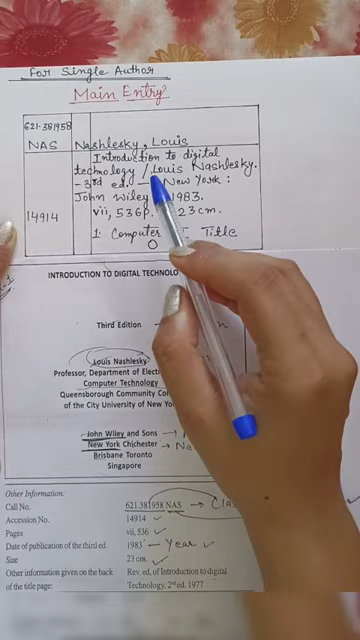 For Single Author
Main Entry
621.381958
NAS Nashlesky, Louis
Introduction to digital
technology / Louis Nashlesky.
- 3rd ed. - New York:
John Wiley 1983.
14914 vii, 536p. 23cm.
1. Computer I. Title
INTRODUCTION TO DIGITAL TECHNOLO
Third Edition
Louis Nashlesky
Professor, Department of Elect
Computer Technology
Queensborough Community Col
of the City University of New York
John Wiley and Sons
New York Chichester → Na
Brisbane Toronto
Singapore
Other Information:
Call No. 621.381958 NAS → Cla
Accession No. 14914
Pages vii, 536
Date of publication of the third ed. 1983 - Year
Size 23 cm.
Other information given on the back Rev. ed. of Introduction to digital
of the title page: Technology, 2nd ed. 1977